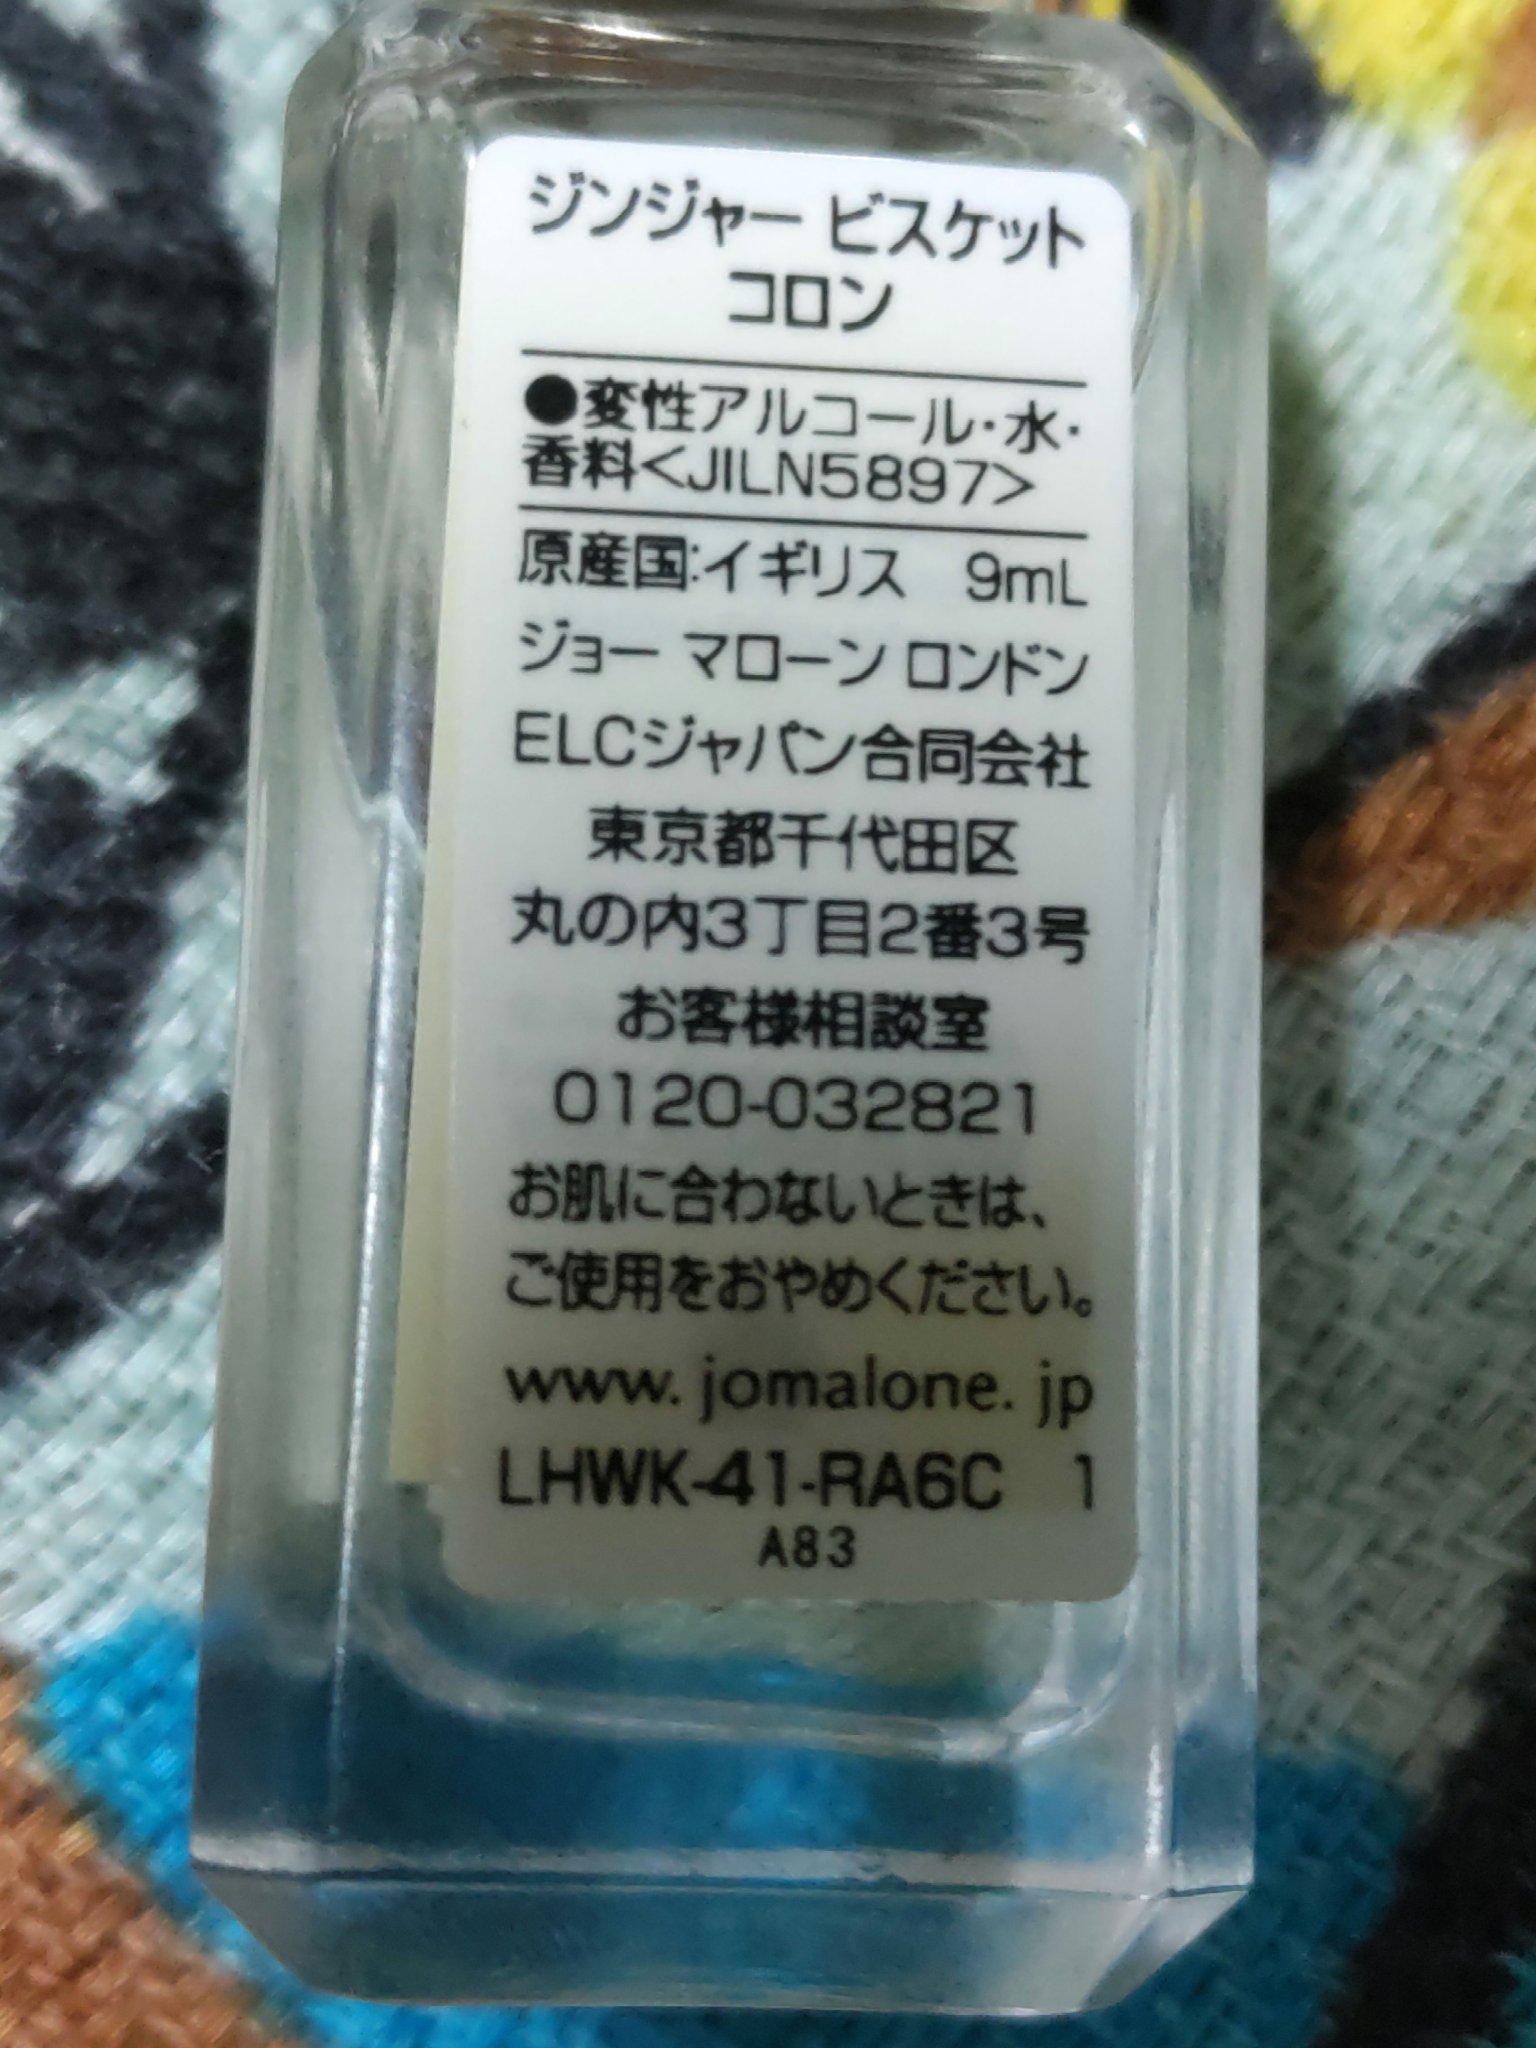 ジンジャー ビスケット
コロン
●変性アルコール・水・
香料<JILN5897>
原産国:イギリス 9mL
ジョー マローン ロンドン
ELCジャパン合同会社
東京都千代田区
丸の内3丁目2番3号
お客様相談室
0120-032821
お肌に合わないときは、
ご使用をおやめください。
www.jomalone.jp
LHWK-41-RA6C 1
A83